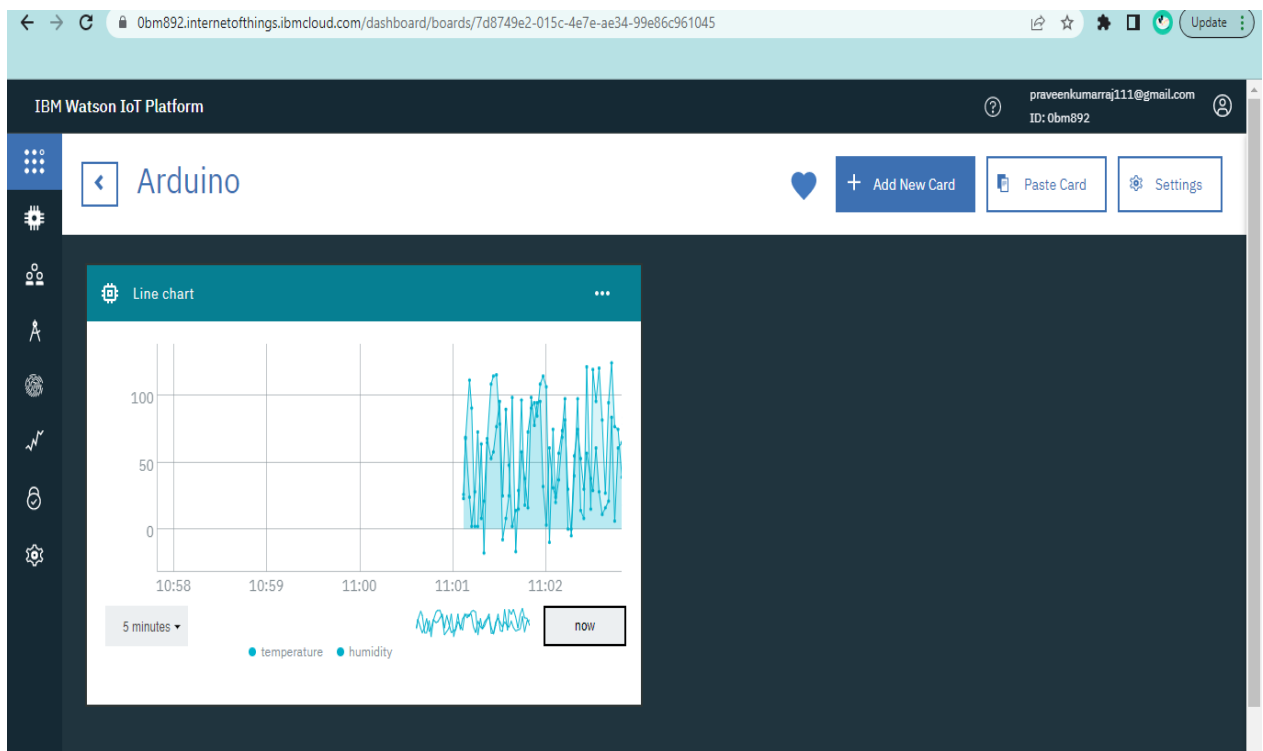 0bm892.internetofthings.ibmcloud.com/dashboard/boards/7d8749e2-015c-4e7e-ae34-99e86c961045
Update
IBM Watson IoT Platform
praveenkumarraj111@gmail.com
ID: 0bm892
Arduino
Add New Card
Paste Card
Settings
Line chart
100
50
0
10:58 10:59 11:00 11:01 11:02
5 minutes
now
temperature humidity